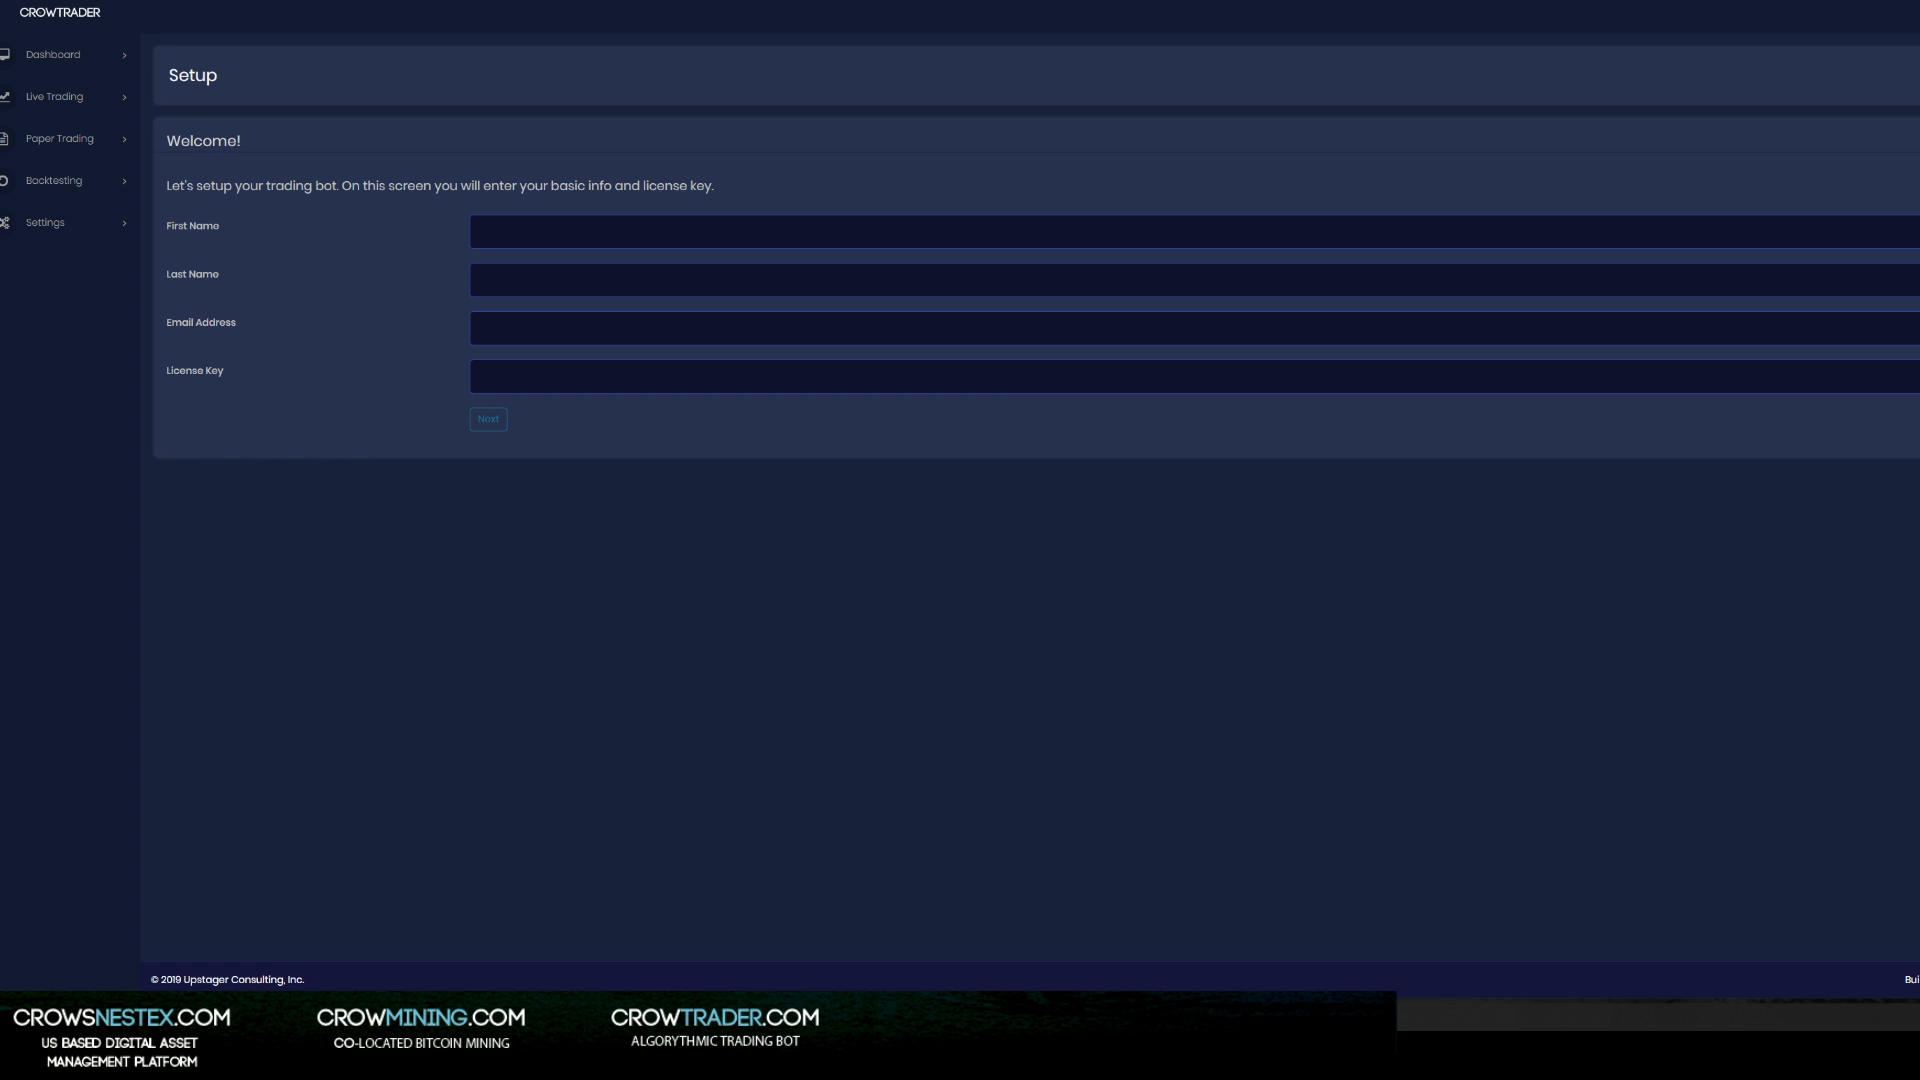 CROWTRADER
Dashboard
Live Trading
Paper Trading
Backtesting
Settings
Setup
Welcome!
Let's setup your trading bot. On this screen you will enter your basic info and license key.
First Name
Last Name
Email Address
License Key
Next
© 2019 Upstager Consulting, Inc.
Bui
CROWSNESTEX.COM
US BASED DIGITAL ASSET
MANAGEMENT PLATFORM
CROWMINING.COM
CO-LOCATED BITCOIN MINING
CROWTRADER.COM
ALGORYTHMIC TRADING BOT